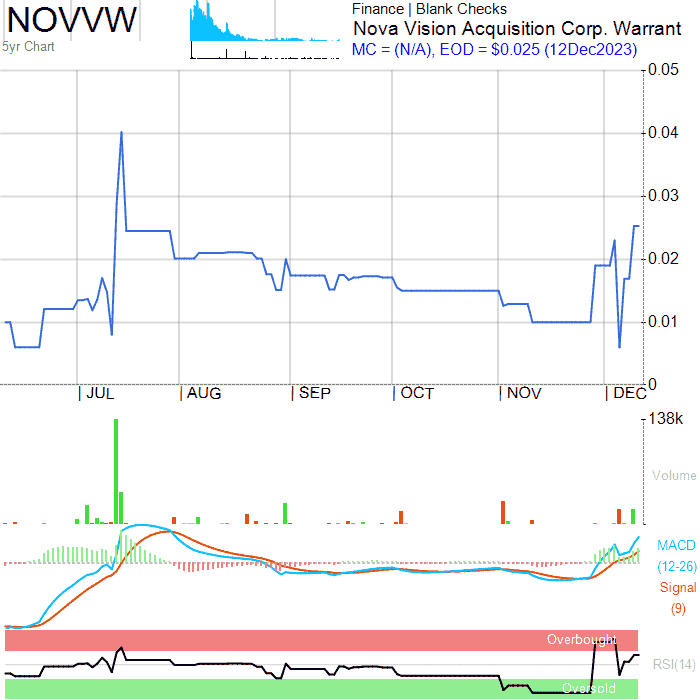 NOVVW
5yr Chart
Finance | Blank Checks
Nova Vision Acquisition Corp. Warrant
MC = (N/A), EOD = $0.025 (12Dec2023)
0.05
0.04
0.03
0.02
0.01
0
| JUL | AUG | SEP | OCT | NOV | DEC
138k
Volume
MACD
(12-26)
Signal
(9)
Overbought
RSI(14)
Oversold